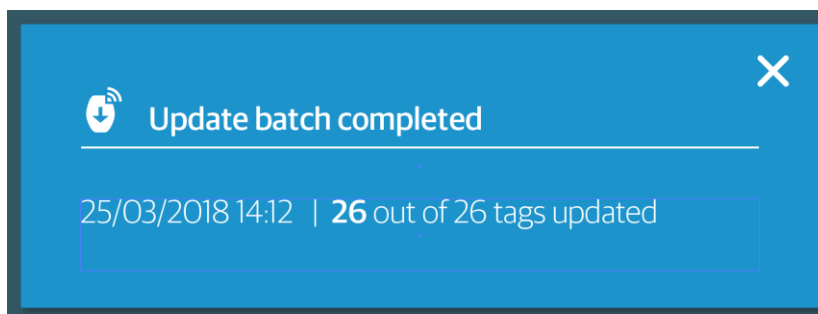 Update batch completed
25/03/2018 14:12 | 26 out of 26 tags updated